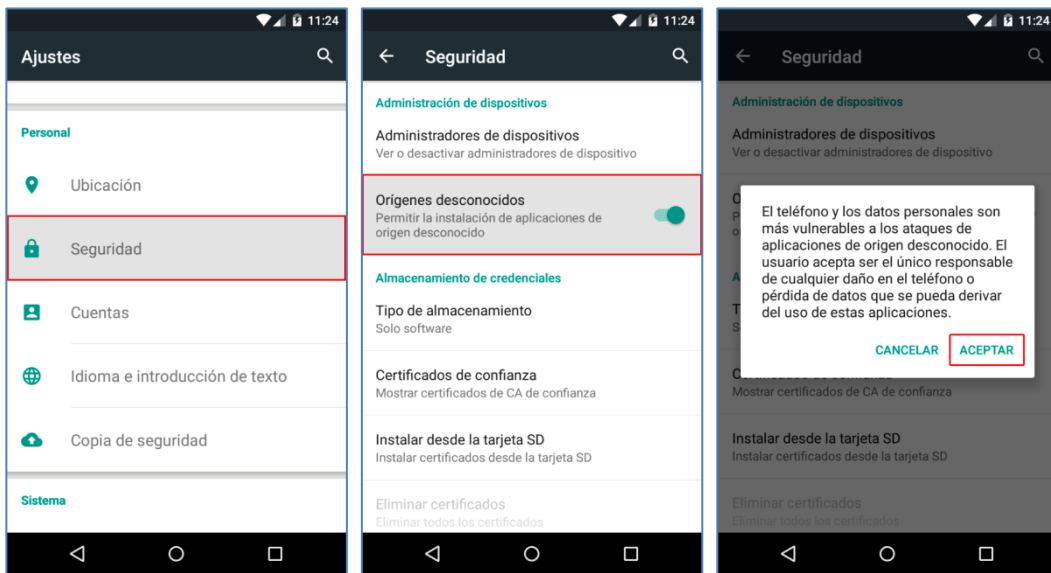 11:24
Ajustes
Personal
Ubicación
Seguridad
Cuentas
Idioma e introducción de texto
Copia de seguridad
Sistema
11:24
Seguridad
Administración de dispositivos
Administradores de dispositivos
Ver o desactivar administradores de dispositivo
Orígenes desconocidos
Permitir la instalación de aplicaciones de
origen desconocido
Almacenamiento de credenciales
Tipo de almacenamiento
Solo software
Certificados de confianza
Mostrar certificados de CA de confianza
Instalar desde la tarjeta SD
Instalar certificados desde la tarjeta SD
Eliminar certificados
Eliminar todos los certificados
11:24
Seguridad
Administración de dispositivos
Administradores de dispositivos
Ver o desactivar administradores de dispositivo
El teléfono y los datos personales son
más vulnerables a los ataques de
aplicaciones de origen desconocido. El
usuario acepta ser el único responsable
de cualquier daño en el teléfono o
pérdida de datos que se pueda derivar
del uso de estas aplicaciones.
CANCELAR ACEPTAR
Mostrar certificados de CA de confianza
Instalar desde la tarjeta SD
Instalar certificados desde la tarjeta SD
Eliminar certificados
Eliminar todos los certificados